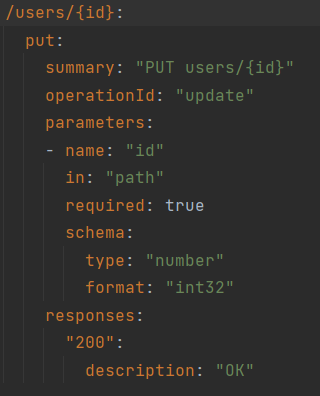 /users/{id}:
  put:
    summary: "PUT users/{id}"
    operationId: "update"
    parameters:
    - name: "id"
      in: "path"
      required: true
      schema:
        type: "number"
        format: "int32"
    responses:
      "200":
        description: "OK"